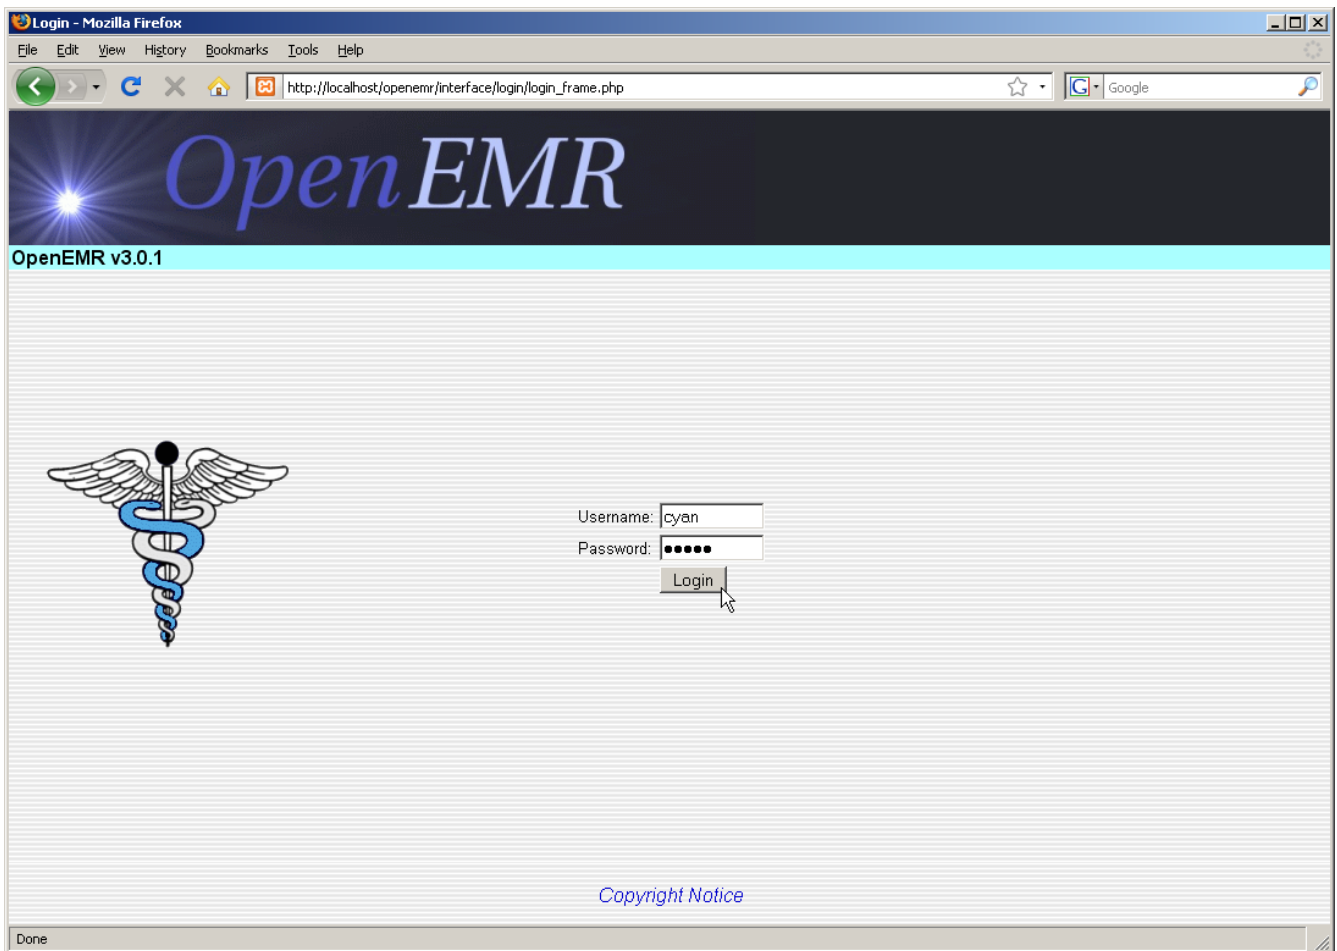 Login - Mozilla Firefox
File Edit View History Bookmarks Tools Help
http://localhost/openemr/interface/login/login_frame.php G Google
OpenEMR
OpenEMR v3.0.1
Username: cyan
Password: •••••
Login
Copyright Notice
Done